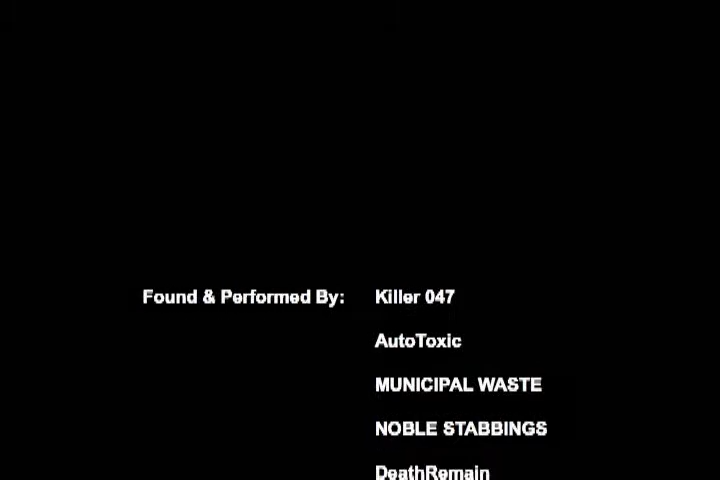 Found & Performed By: Killer 047
AutoToxic
MUNICIPAL WASTE
NOBLE STABBINGS
DeathRemain